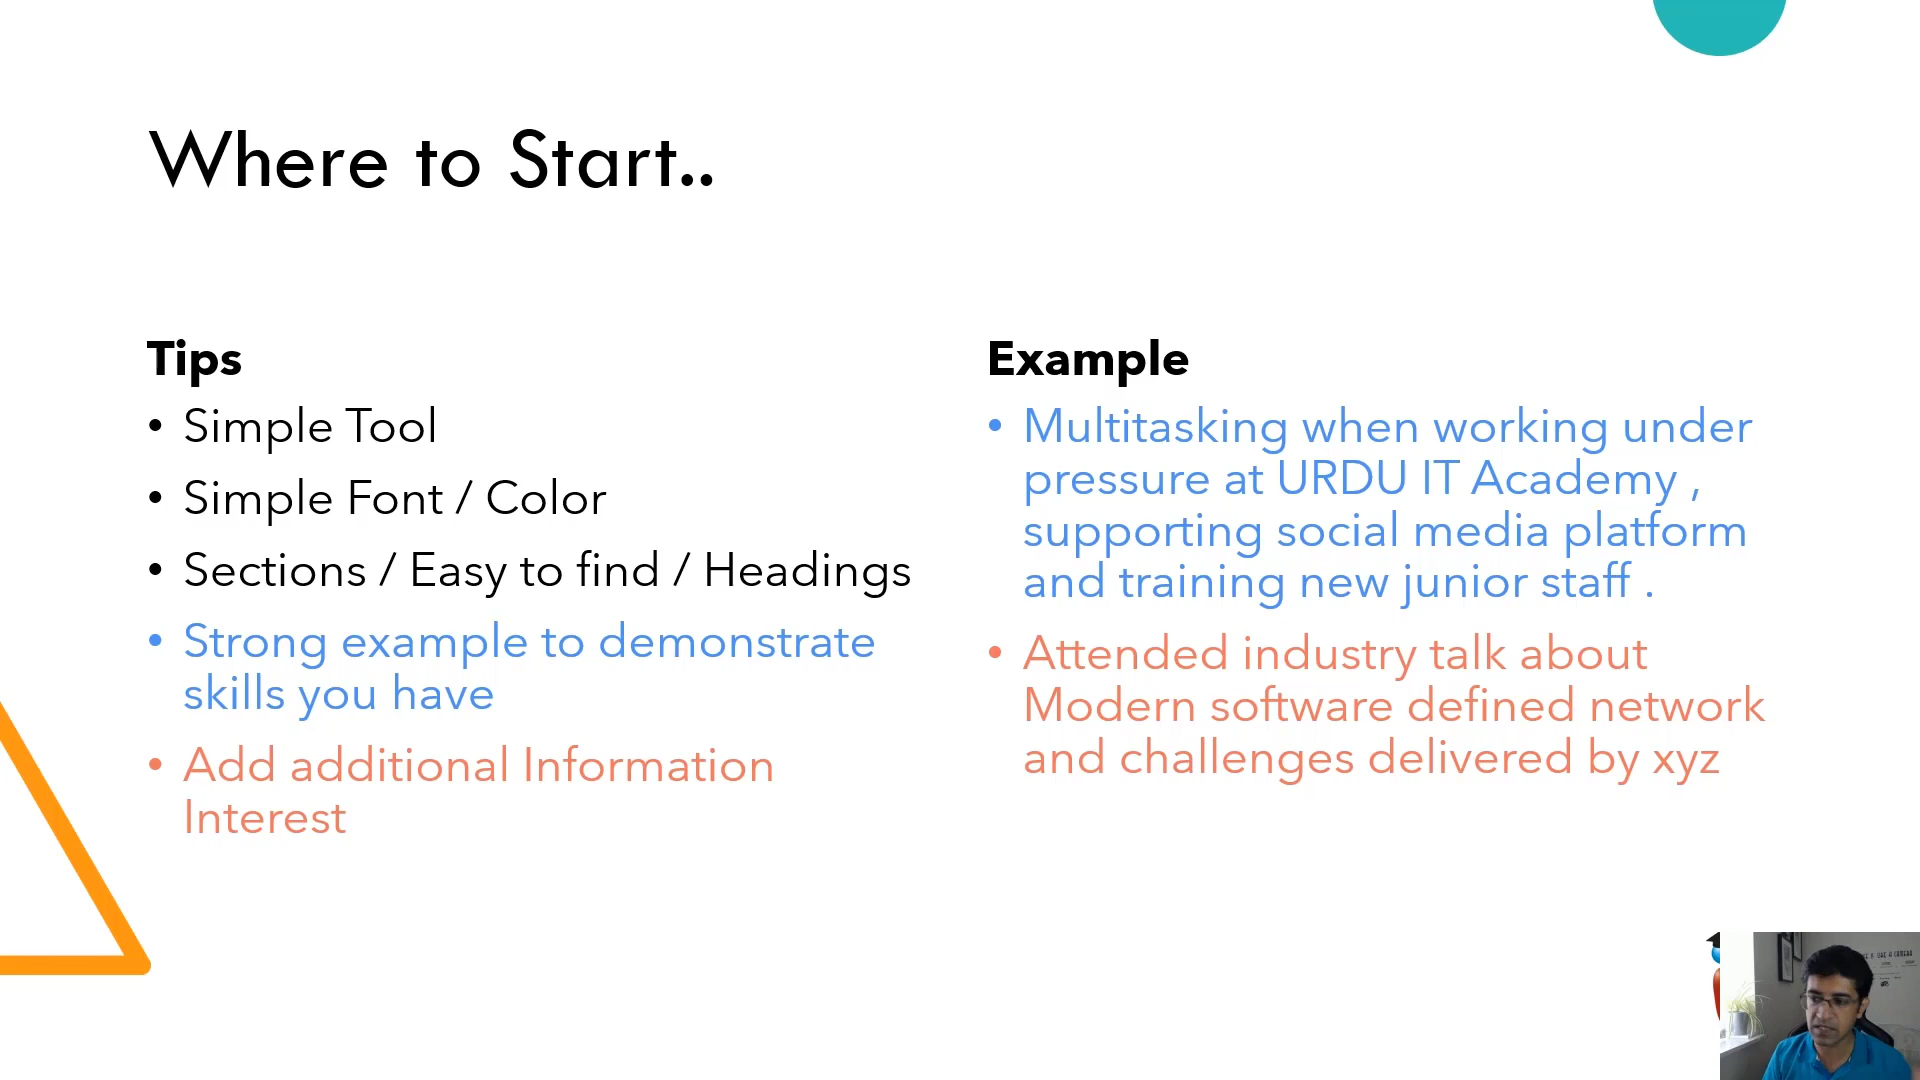 Where to Start..
Tips
• Simple Tool
• Simple Font / Color
• Sections / Easy to find / Headings
• Strong example to demonstrate
skills you have
• Add additional Information
Interest
Example
• Multitasking when working under
pressure at URDU IT Academy ,
supporting social media platform
and training new junior staff .
• Attended industry talk about
Modern software defined network
and challenges delivered by xyz